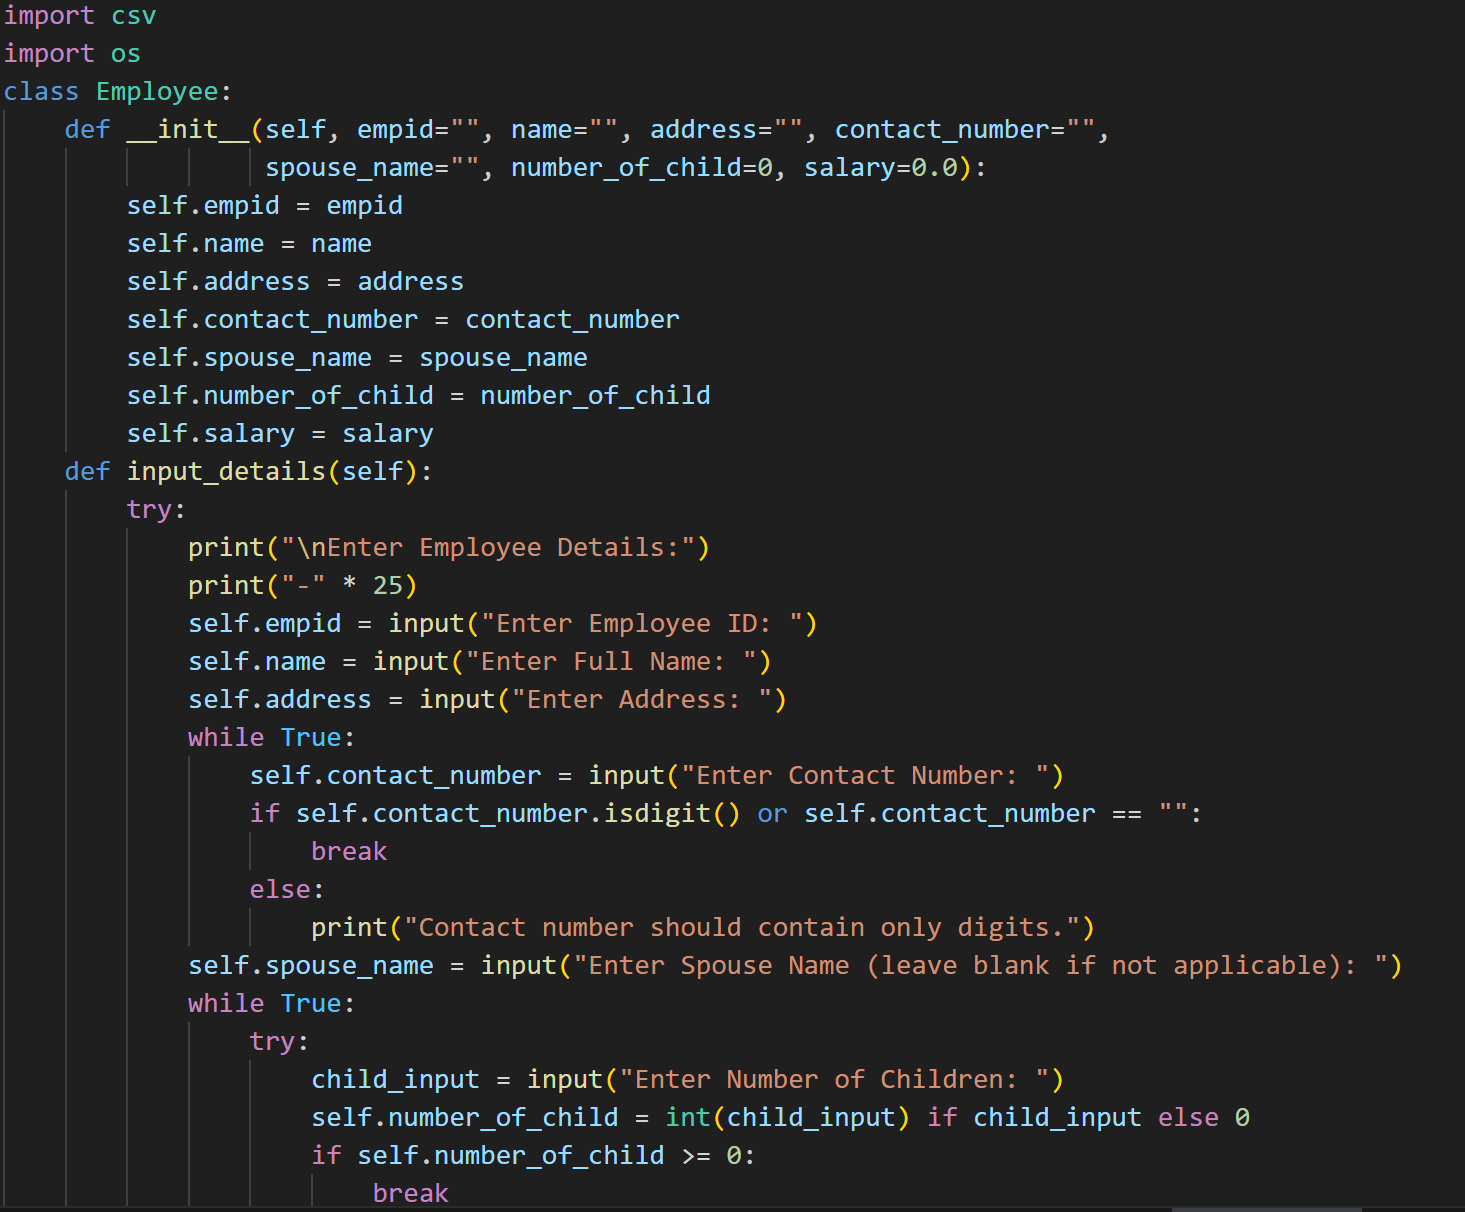 import csv
import os
class Employee:
    def __init__(self, empid="", name="", address="", contact_number="",
                 spouse_name="", number_of_child=0, salary=0.0):
        self.empid = empid
        self.name = name
        self.address = address
        self.contact_number = contact_number
        self.spouse_name = spouse_name
        self.number_of_child = number_of_child
        self.salary = salary
    def input_details(self):
        try:
            print("\nEnter Employee Details:")
            print("-" * 25)
            self.empid = input("Enter Employee ID: ")
            self.name = input("Enter Full Name: ")
            self.address = input("Enter Address: ")
            while True:
                self.contact_number = input("Enter Contact Number: ")
                if self.contact_number.isdigit() or self.contact_number == "":
                    break
                else:
                    print("Contact number should contain only digits.")
            self.spouse_name = input("Enter Spouse Name (leave blank if not applicable): ")
            while True:
                try:
                    child_input = input("Enter Number of Children: ")
                    self.number_of_child = int(child_input) if child_input else 0
                    if self.number_of_child >= 0:
                        break